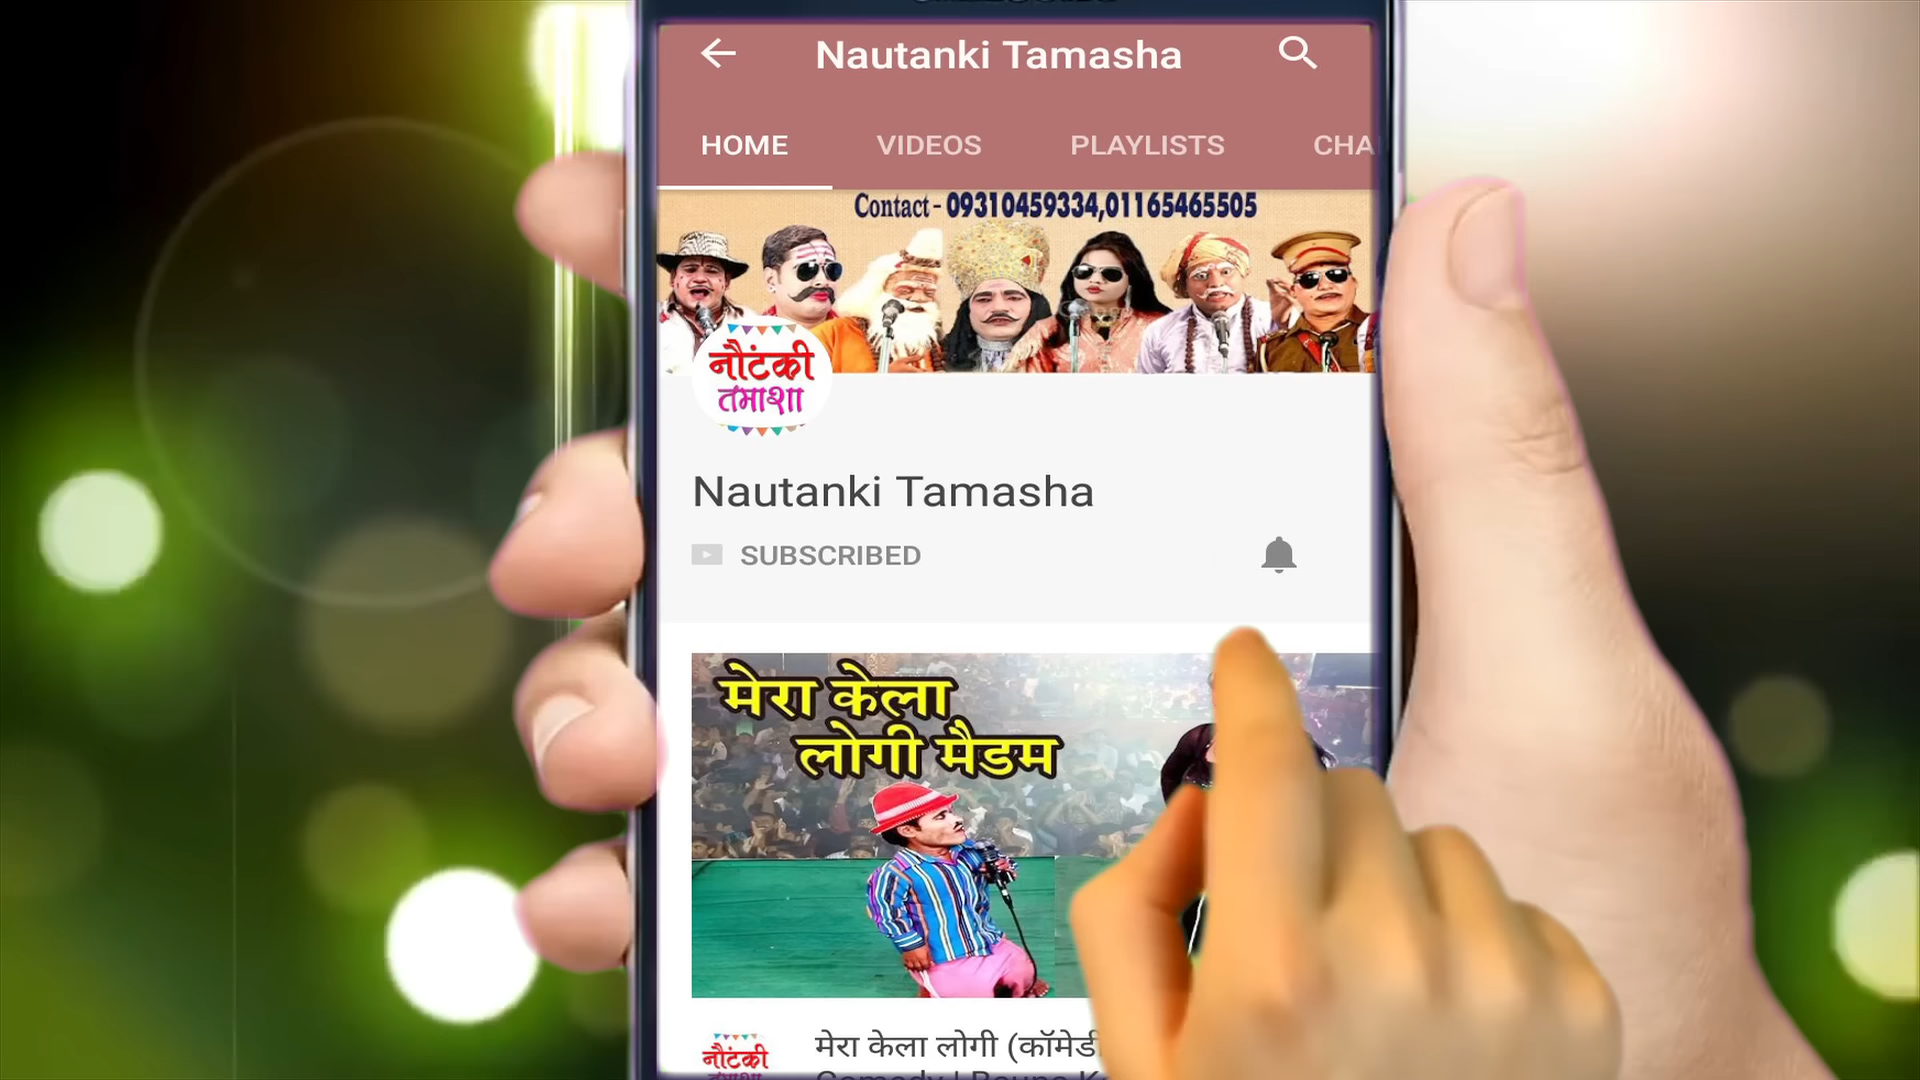 Nautanki Tamasha
HOME VIDEOS PLAYLISTS CHA
Contact - 09310459334,01165465505
नौटंकी
तमाशा
Nautanki Tamasha
SUBSCRIBED
मेरा केला
लोगी मैडम
नौटंकी
मेरा केला लोगी (कॉमेडी